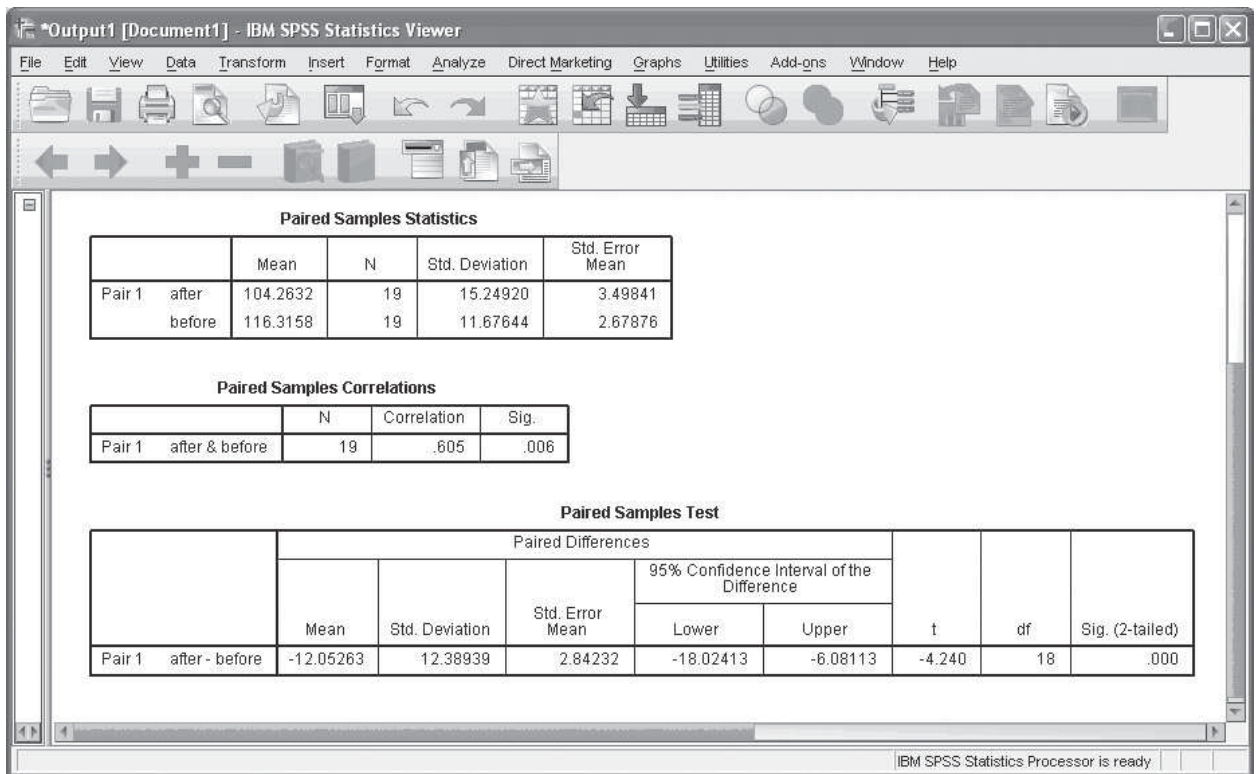 *Output1 [Document1] - IBM SPSS Statistics Viewer
File Edit View Data Transform Insert Format Analyze Direct Marketing Graphs Utilities Add-ons Window Help
Paired Samples Statistics
Mean N Std. Deviation Std. Error Mean
Pair 1 after 104.2632 19 15.24920 3.49841
before 116.3158 19 11.67644 2.67876
Paired Samples Correlations
N Correlation Sig.
Pair 1 after & before 19 .605 .006
Paired Samples Test
Paired Differences
95% Confidence Interval of the Difference
Mean Std. Deviation Std. Error Mean Lower Upper t df Sig. (2-tailed)
Pair 1 after - before -12.05263 12.38939 2.84232 -18.02413 -6.08113 -4.240 18 .000
IBM SPSS Statistics Processor is ready